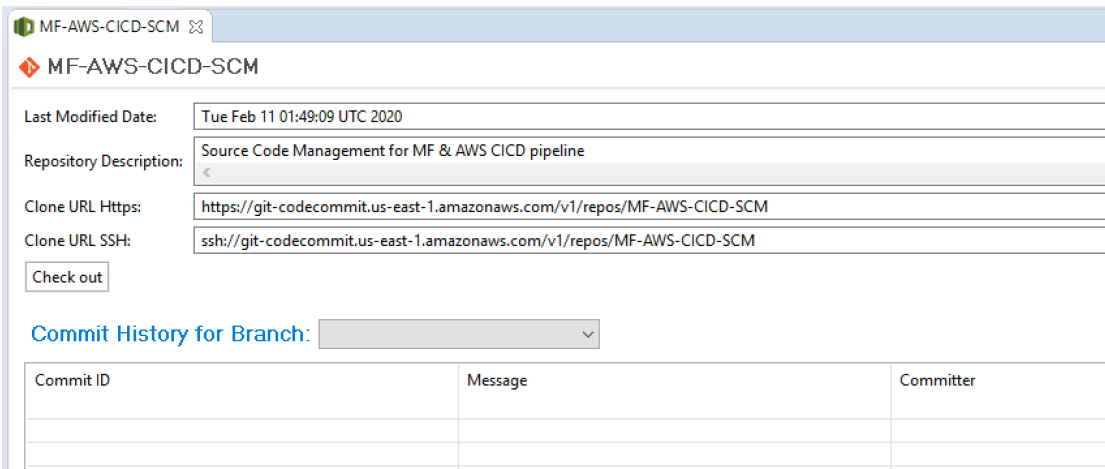 MF-AWS-CICD-SCM
MF-AWS-CICD-SCM
Last Modified Date: Tue Feb 11 01:49:09 UTC 2020
Repository Description: Source Code Management for MF & AWS CICD pipeline
Clone URL Https: https://git-codecommit.us-east-1.amazonaws.com/v1/repos/MF-AWS-CICD-SCM
Clone URL SSH: ssh://git-codecommit.us-east-1.amazonaws.com/v1/repos/MF-AWS-CICD-SCM
Check out
Commit History for Branch:
Commit ID Message Committer